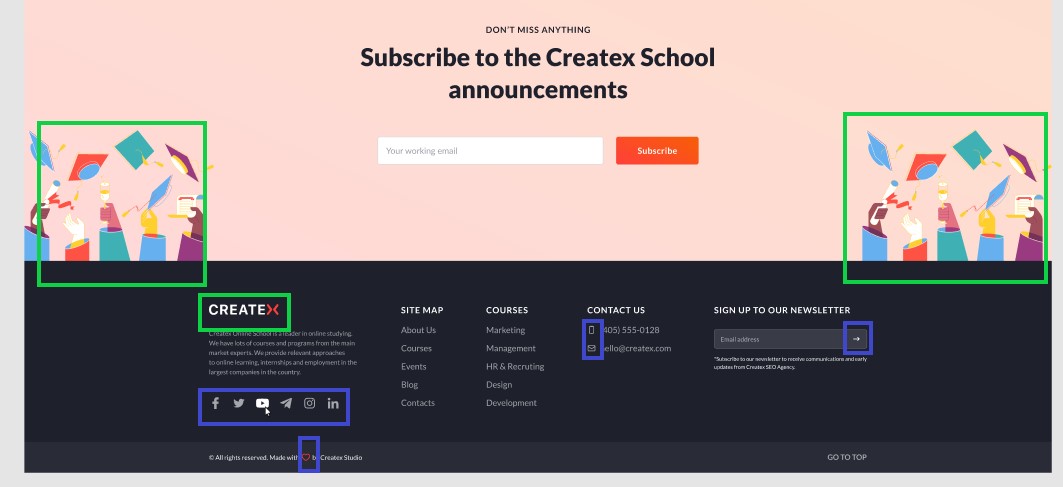 DON'T MISS ANYTHING
Subscribe to the Createx School
announcements
Your working email
Subscribe
CREATEX
Createx Online School is a leader in online studying.
We have lots of courses and programs from the main
market experts. We provide relevant approaches
to online learning, internships and employment in the
largest companies in the country.
SITE MAP
About Us
Courses
Events
Blog
Contacts
COURSES
Marketing
Management
HR & Recruting
Design
Development
CONTACT US
405) 555-0128
ello@createx.com
SIGN UP TO OUR NEWSLETTER
Email address
*Subscribe to our newsletter to receive communications and early
updates from Createx SEO Agency.
© All rights reserved. Made with b Createx Studio
GO TO TOP